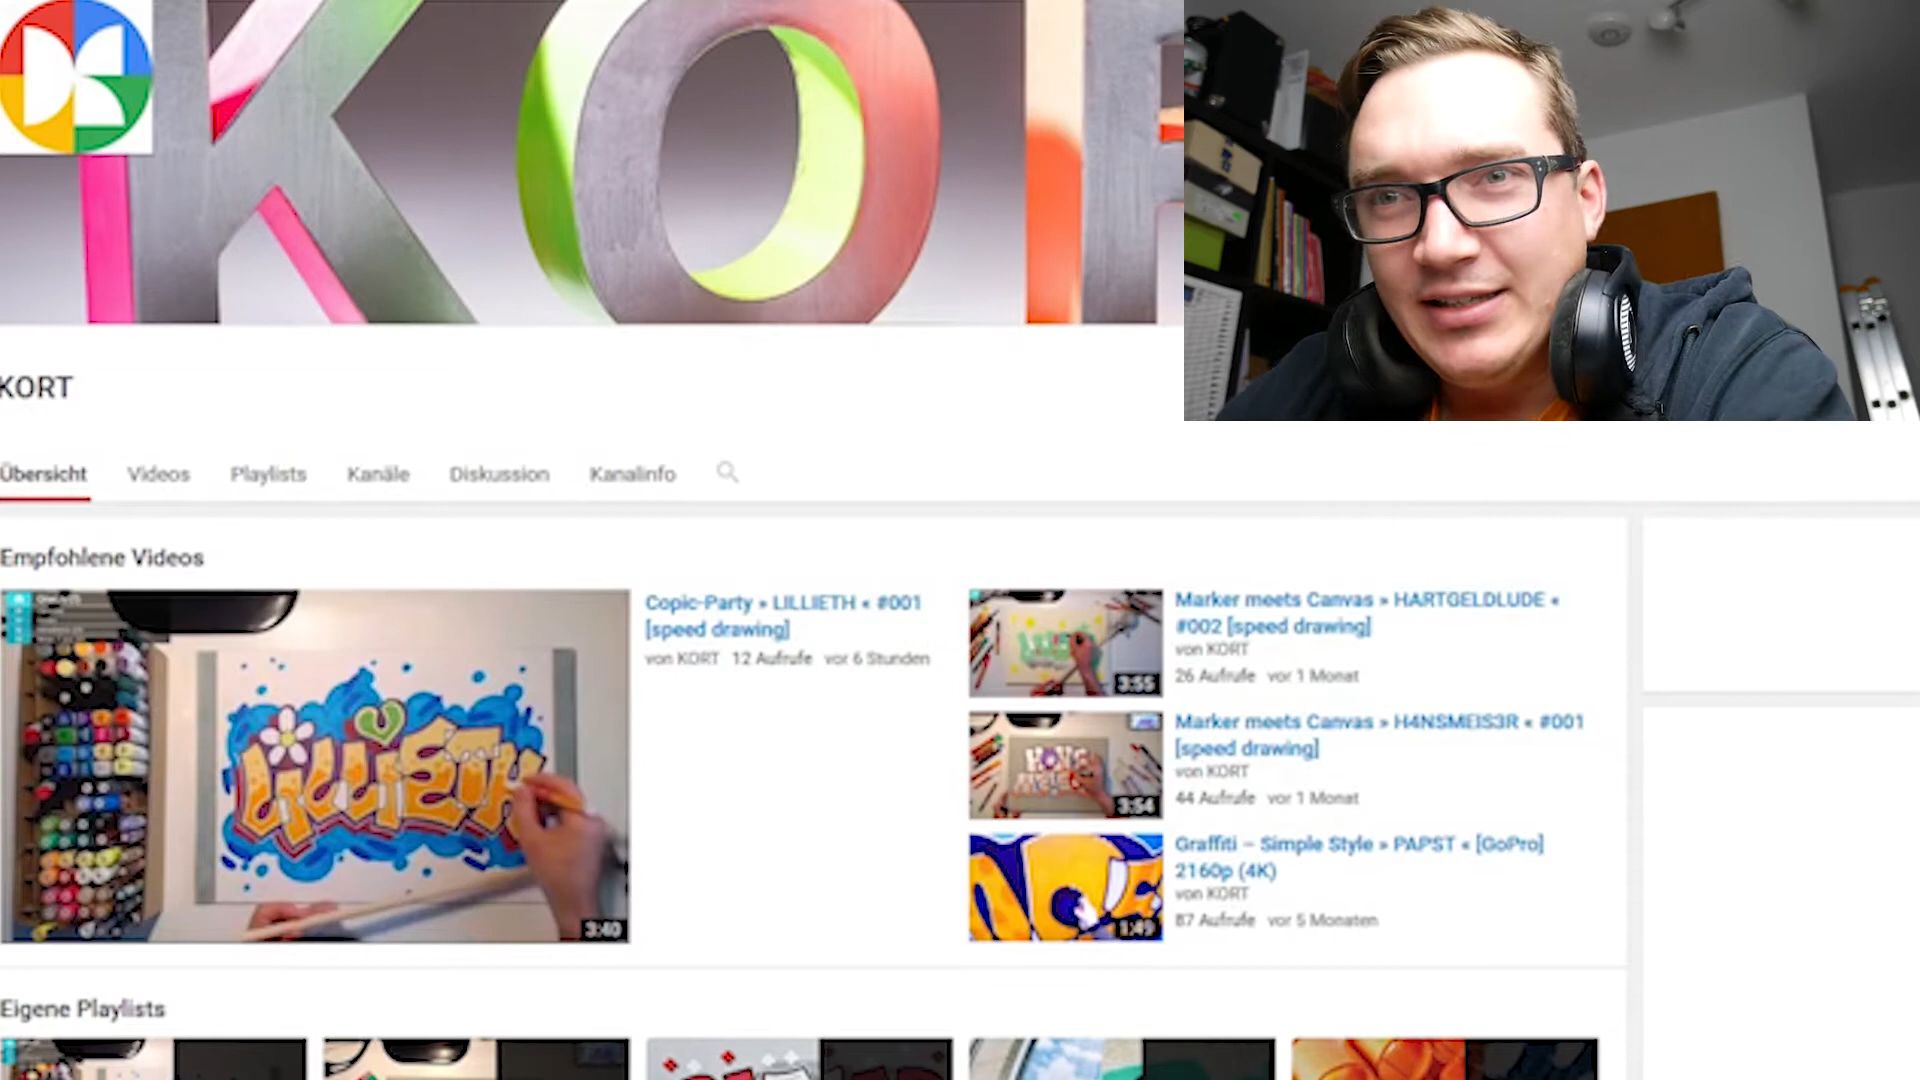 KOR
KORT
Übersicht
Videos
Playlists
Kanäle
Diskussion
Kanalinfo
Empfohlene Videos
LILLIETH
3:40
Copic-Party » LILLIETH « #001
[speed drawing]
von KORT 12 Aufrufe vor 6 Stunden
3:55
Marker meets Canvas » HARTGELDLUDE «
#002 [speed drawing]
von KORT
26 Aufrufe vor 1 Monat
3:54
Marker meets Canvas » H4NSMEIS3R « #001
[speed drawing]
von KORT
44 Aufrufe vor 1 Monat
1:49
Graffiti – Simple Style » PAPST « [GoPro]
2160p (4K)
von KORT
87 Aufrufe vor 5 Monaten
Eigene Playlists